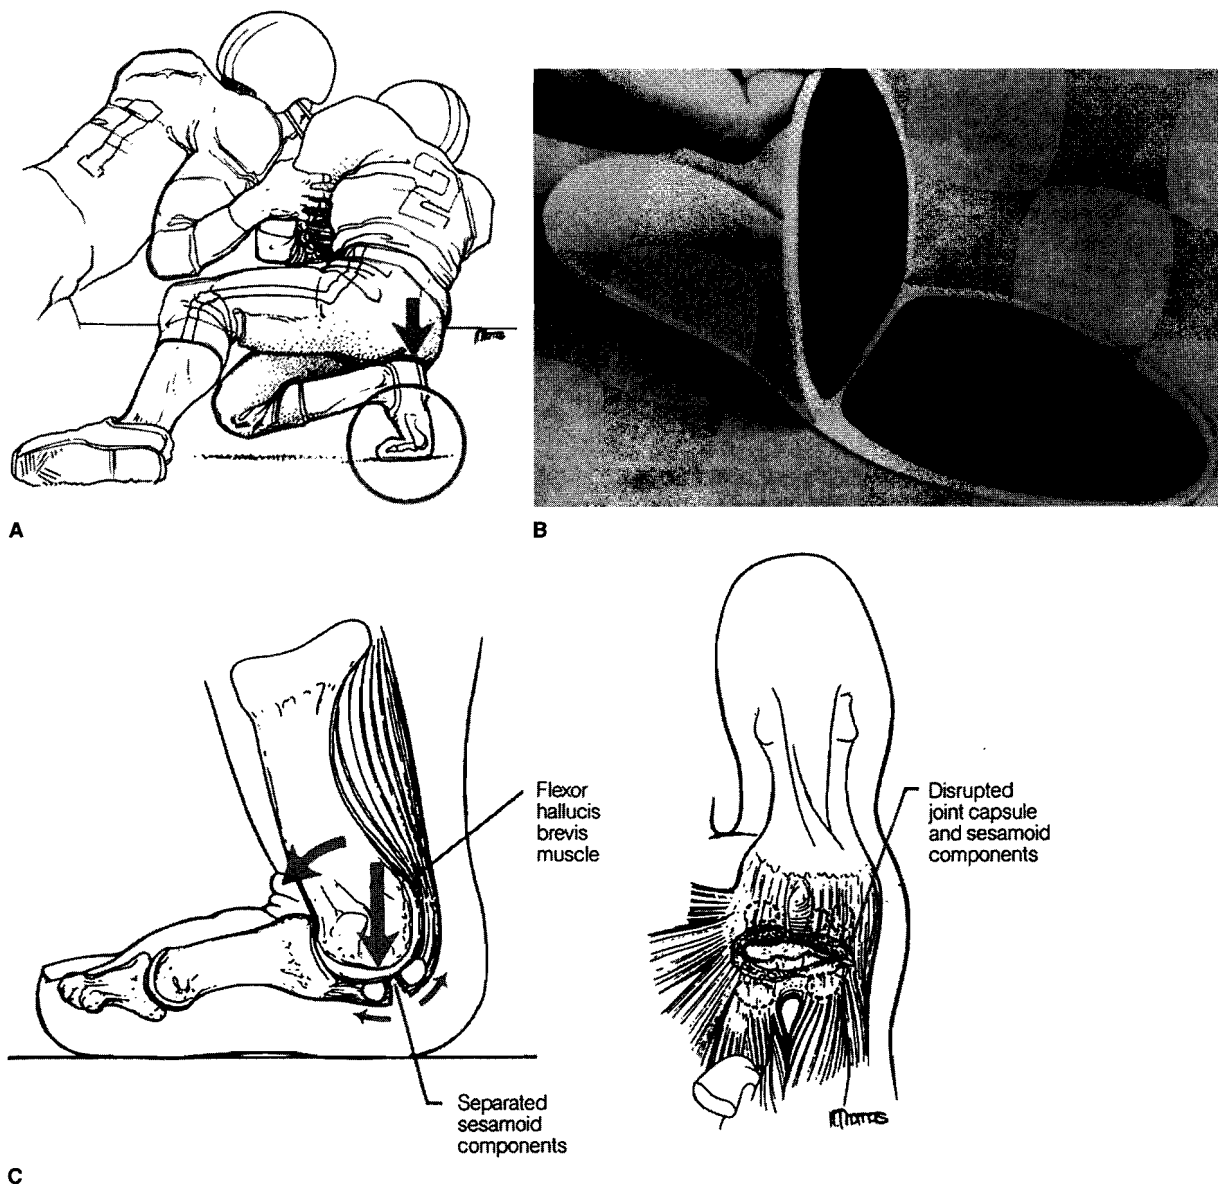 A
B
Flexor
hallucis
brevis
muscle
Disrupted
joint capsule
and sesamoid
components
Separated
sesamoid
components
C